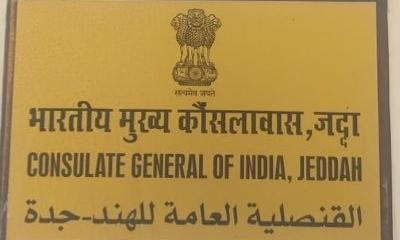 सत्यमेव जयते
भारतीय मुख्य कौंसलावास, जद्दा
CONSULATE GENERAL OF INDIA, JEDDAH
القنصلية العامة للهند-جدة